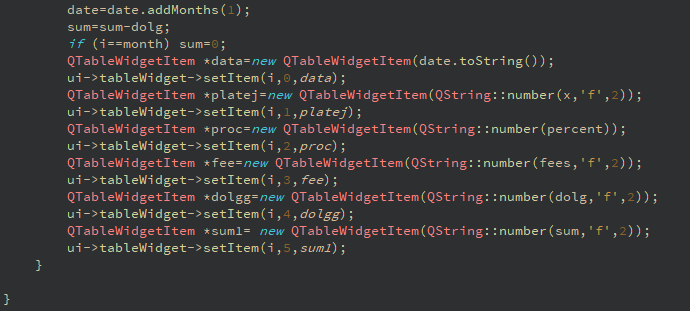 date=date.addMonths(1);
sum=sum-dolg;
if (i==month) sum=0;
QTableWidgetItem *data=new QTableWidgetItem(date.toString());
ui->tableWidget->setItem(i,0,data);
QTableWidgetItem *platej=new QTableWidgetItem(QString::number(x,'f',2));
ui->tableWidget->setItem(i,1,platej);
QTableWidgetItem *proc=new QTableWidgetItem(QString::number(percent));
ui->tableWidget->setItem(i,2,proc);
QTableWidgetItem *fee=new QTableWidgetItem(QString::number(fees,'f',2));
ui->tableWidget->setItem(i,3,fee);
QTableWidgetItem *dolgg=new QTableWidgetItem(QString::number(dolg,'f',2));
ui->tableWidget->setItem(i,4,dolgg);
QTableWidgetItem *sum1= new QTableWidgetItem(QString::number(sum,'f',2));
ui->tableWidget->setItem(i,5,sum1);
}
}